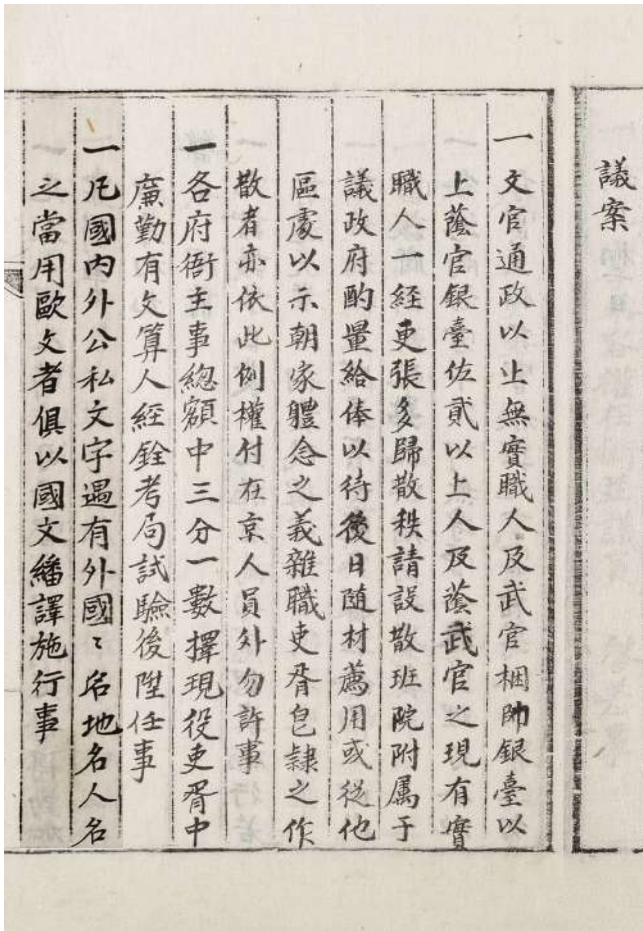 議案
一文官通政以上無實職人及武官梱帥銀臺以
上蔭官銀臺佐貳以上人及蔭武官之現有實
職人一経更張多歸散秩請設散班院附属于
議政府酌量給俸以待後日随材薦用或從他
區處以示朝家軆念之義雜職吏胥皂隷之作
散者亦依此例權付在京人員外勿許事
一各府衙主事總額中三分一數擇現役吏胥中
廉勤有文算人經銓考局試驗後陞任事
一凡國内外公私文字遇有外國〻名地名人名
之當用歐文者俱以國文繙譯施行事